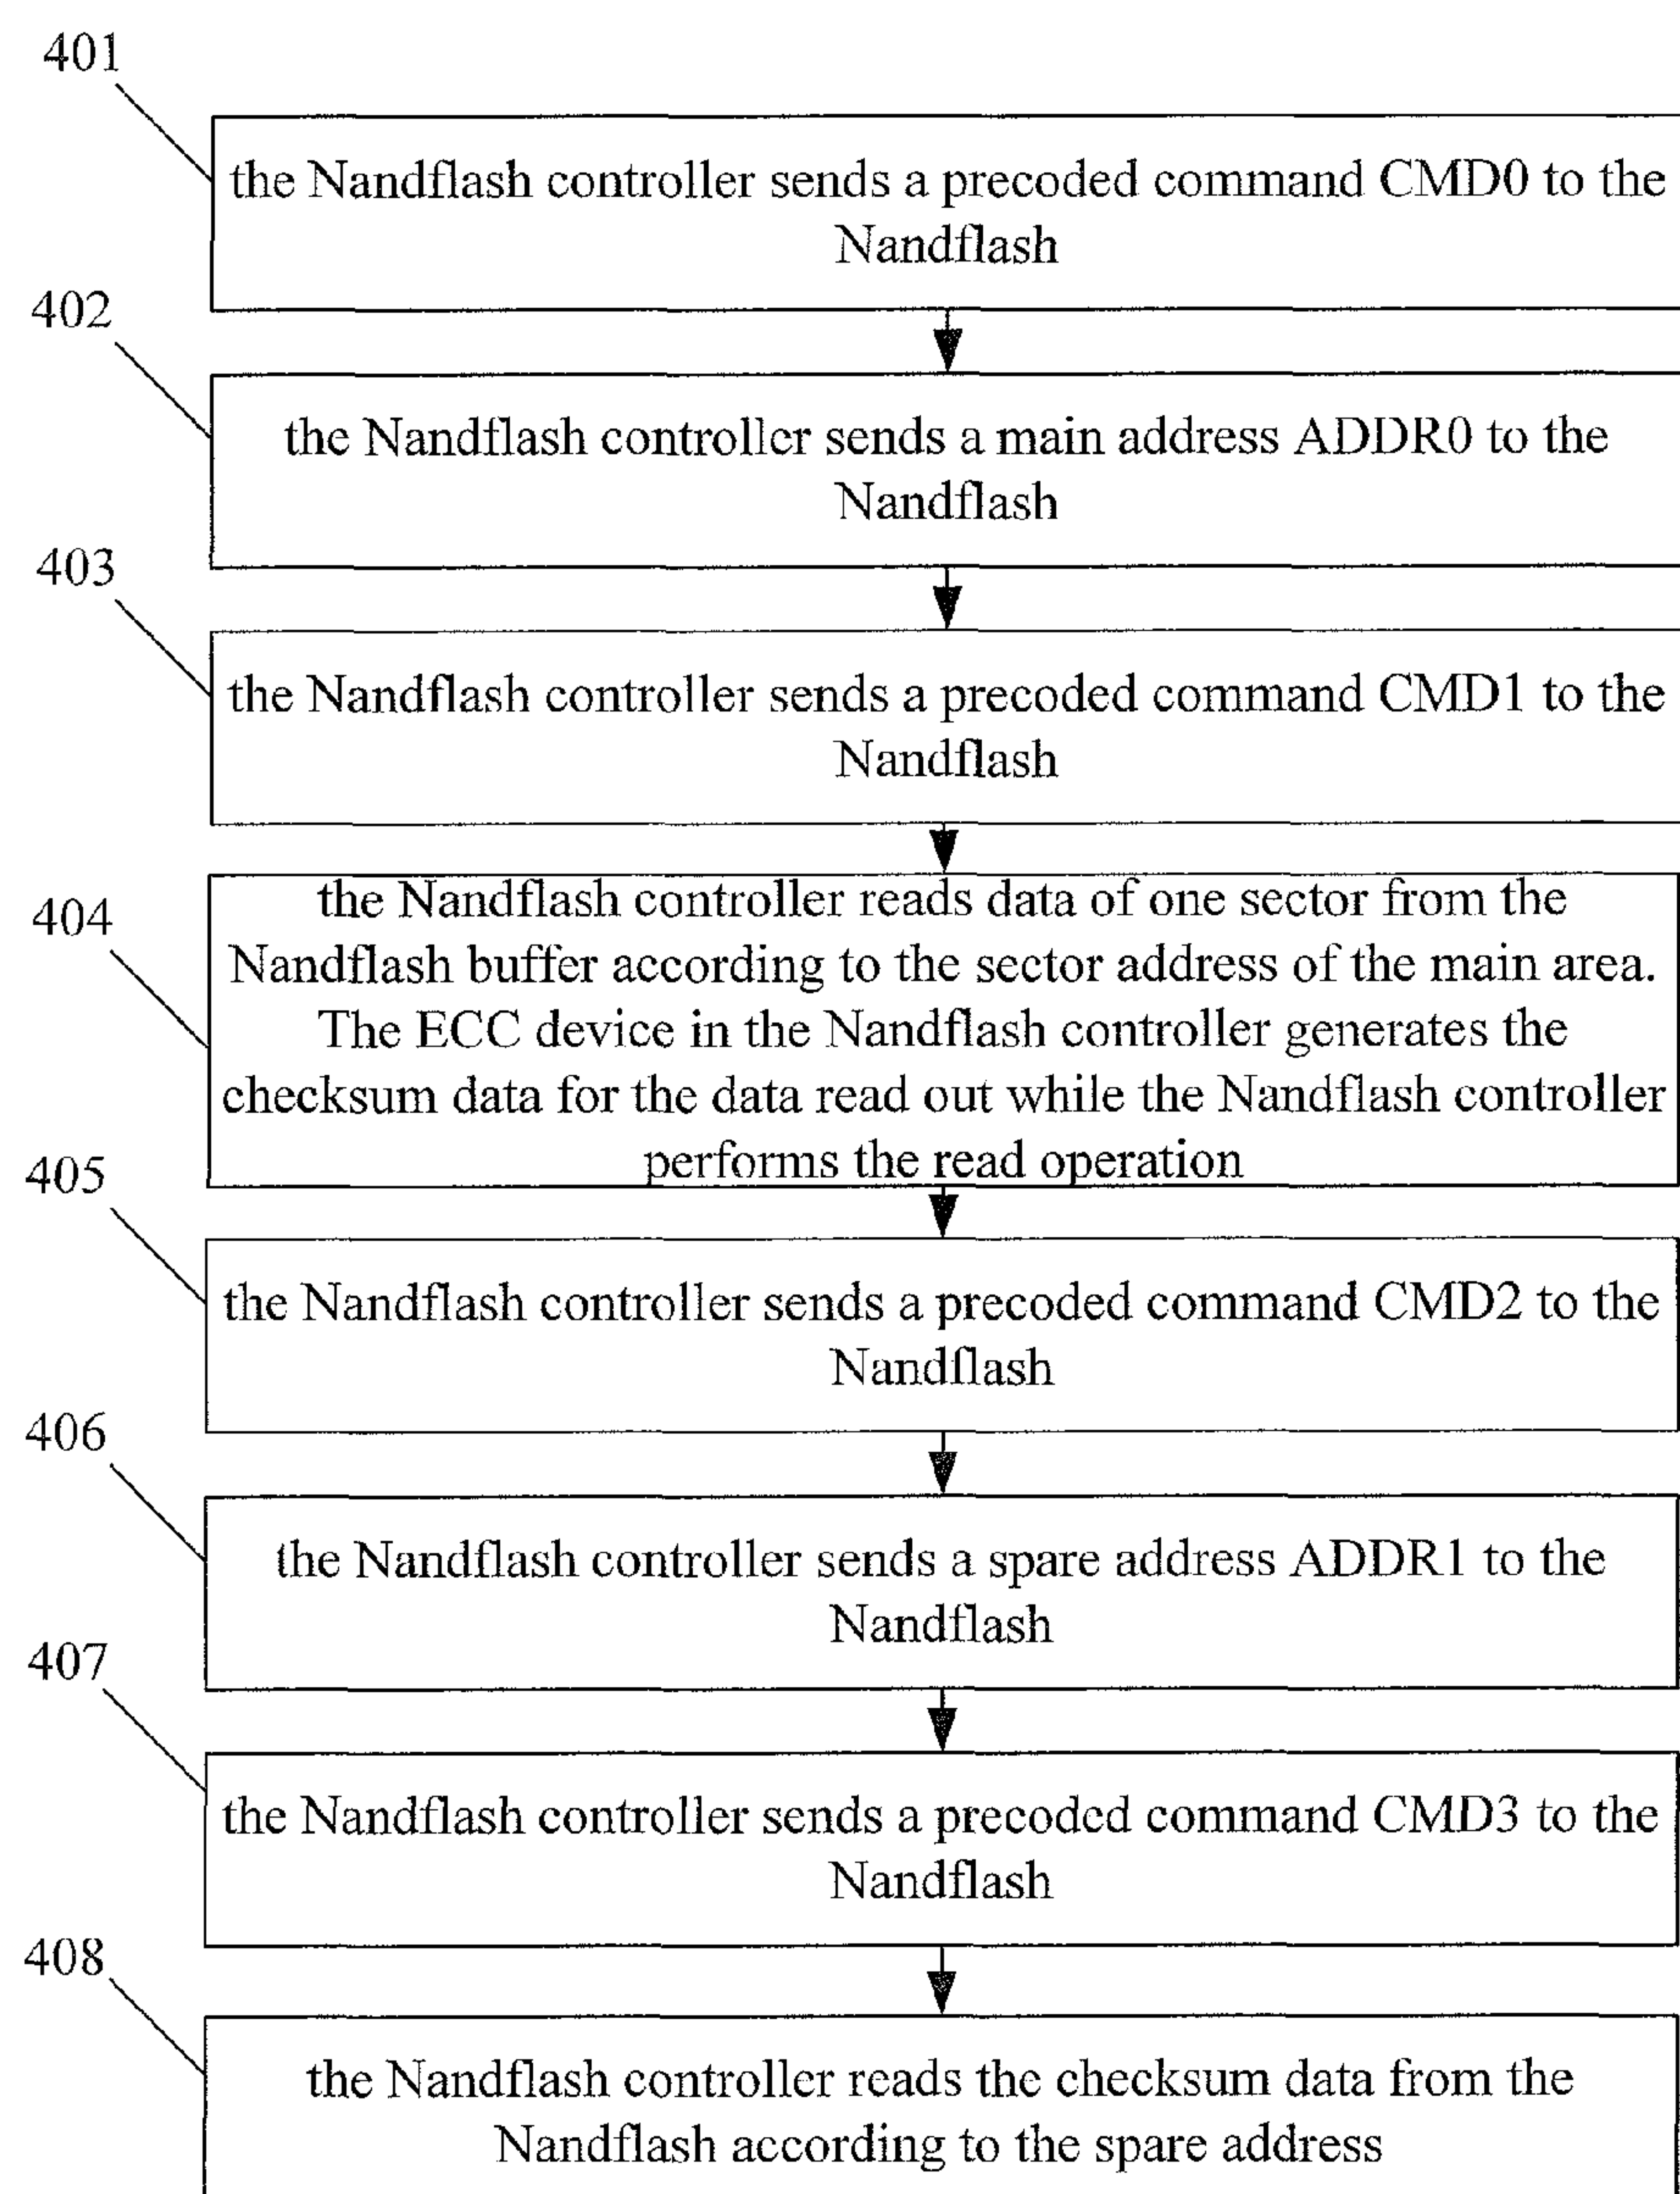 401
the Nandflash controller sends a precoded command CMD0 to the
Nandflash
402
the Nandflash controller sends a main address ADDR0 to the
Nandflash
403
the Nandflash controller sends a precoded command CMD1 to the
Nandflash
404
the Nandflash controller reads data of one sector from the
Nandflash buffer according to the sector address of the main area.
The ECC device in the Nandflash controller generates the
checksum data for the data read out while the Nandflash controller
performs the read operation
405
the Nandflash controller sends a precoded command CMD2 to the
Nandflash
406
the Nandflash controller sends a spare address ADDR1 to the
Nandflash
407
the Nandflash controller sends a precoded command CMD3 to the
Nandflash
408
the Nandflash controller reads the checksum data from the
Nandflash according to the spare address